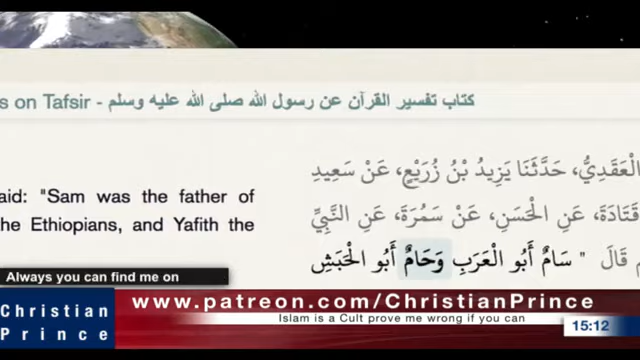 s on Tafsir - كتاب تفسير القرآن عن رسول الله صلى الله عليه وسلم
الْعَقَدِيُّ، حَدَّثَنَا يَزِيدُ بْنُ زُرَيْعٍ، عَنْ سَعِيدِ
قَتَادَةَ، عَنِ الْحَسَنِ، عَنْ سَمُرَةَ، عَنِ النَّبِيِّ
قَالَ " سَامٌ أَبُو الْعَرَبِ وَحَامٌ أَبُو الْحَبَشِ
aid: "Sam was the father of
he Ethiopians, and Yafith the
Always you can find me on
Christian
Prince
www.patreon.com/ChristianPrince
Islam is a Cult prove me wrong if you can
15:12